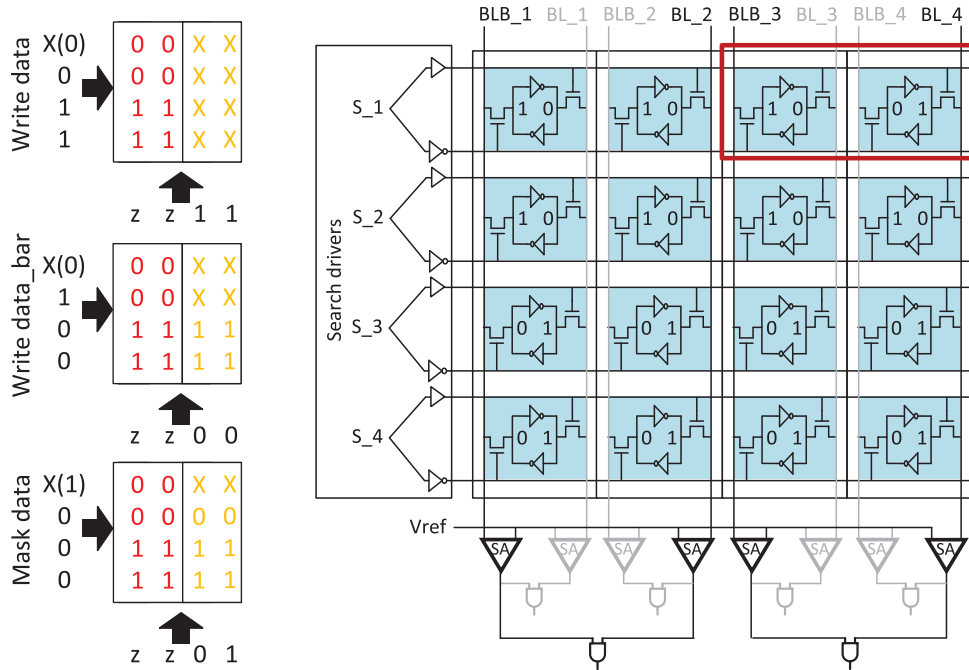 Write data
X(0) 0 0 X X
0 0 0 X X
1 1 1 X X
1 1 1 X X
z z 1 1
Write data_bar
X(0) 0 0 X X
1 0 0 X X
0 1 1 1 1
0 1 1 1 1
z z 0 0
Mask data
X(1) 0 0 X X
0 0 0 0 0
0 1 1 1 1
0 1 1 1 1
z z 0 1
BLB_1 BL_1 BLB_2 BL_2 BLB_3 BL_3 BLB_4 BL_4
Search drivers
S_1 1 0 1 0 1 0 0 1
S_2 1 0 1 0 1 0 1 0
S_3 0 1 0 1 0 1 0 1
S_4 0 1 0 1 0 1 0 1
Vref
SA SA SA SA SA SA SA SA